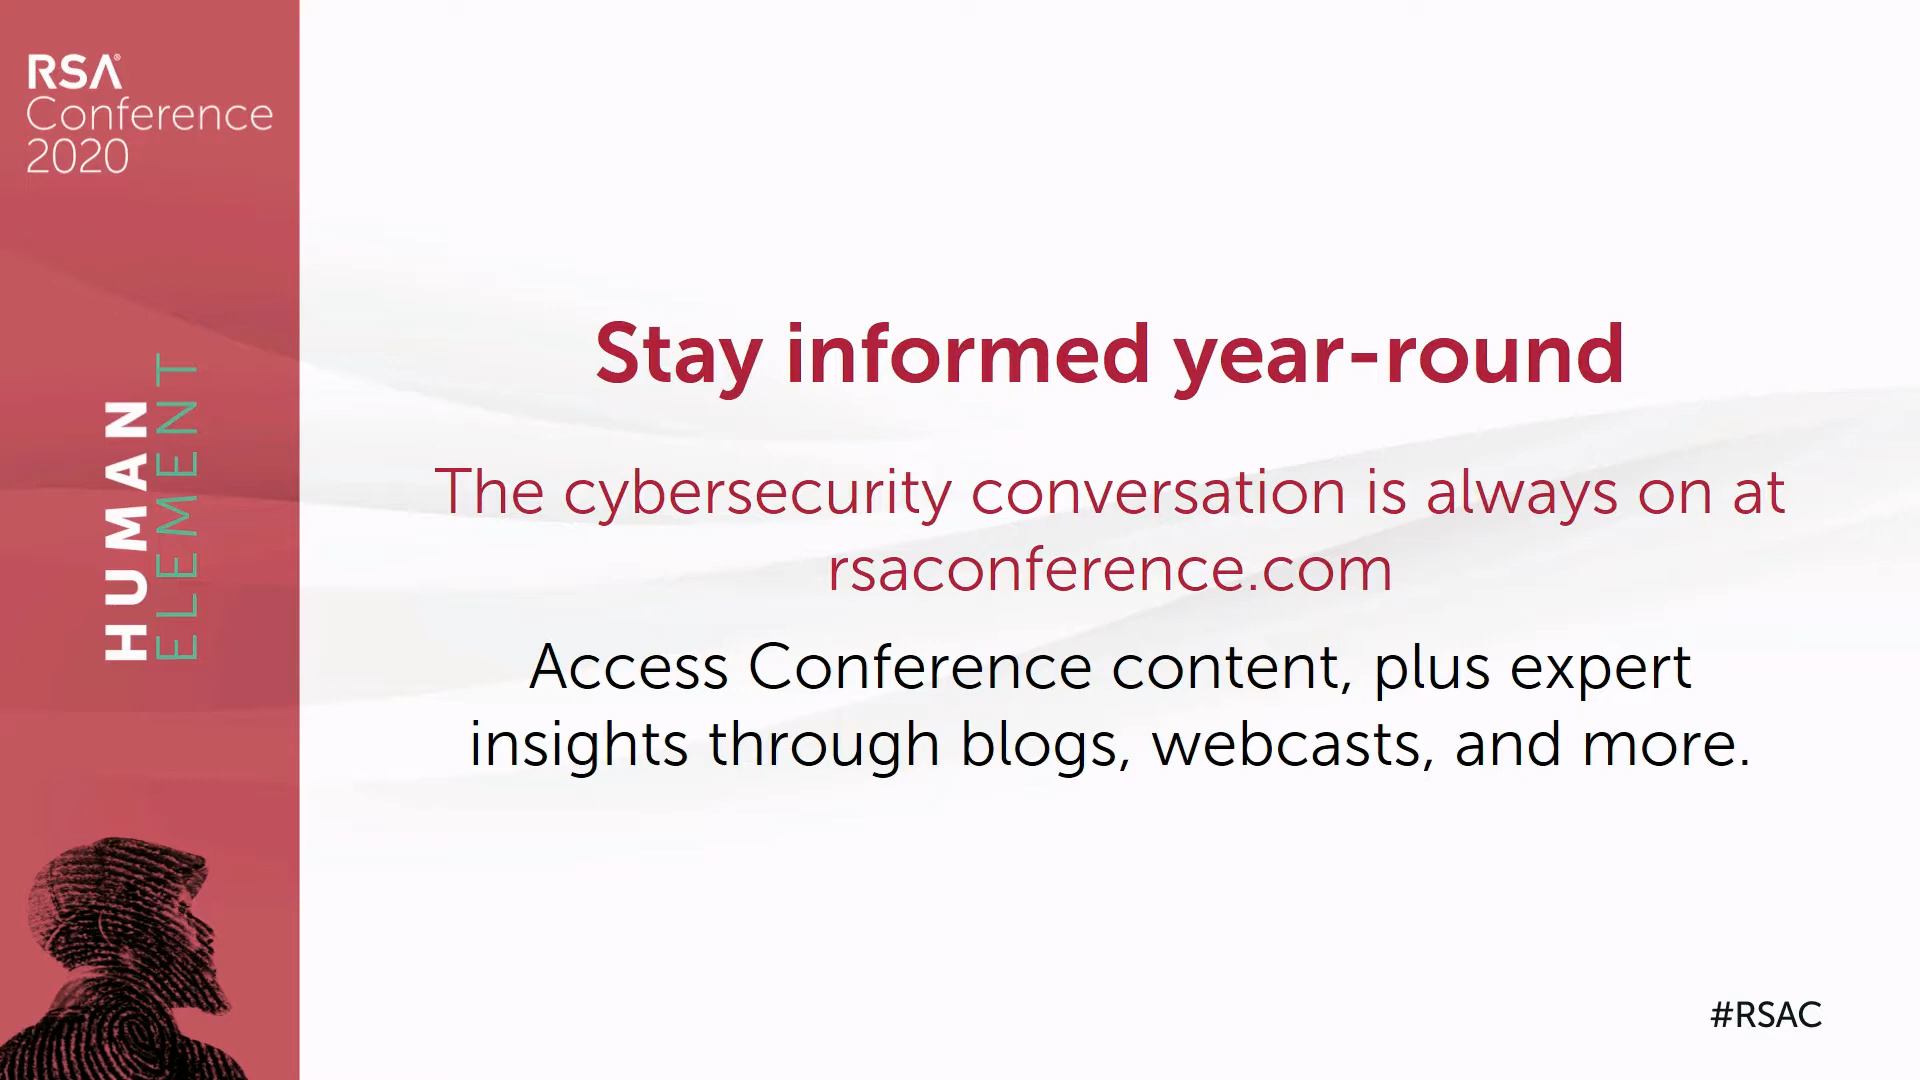 RSA®
Conference
2020
HUMAN
ELEMENT
Stay informed year-round
The cybersecurity conversation is always on at
rsaconference.com
Access Conference content, plus expert
insights through blogs, webcasts, and more.
#RSAC